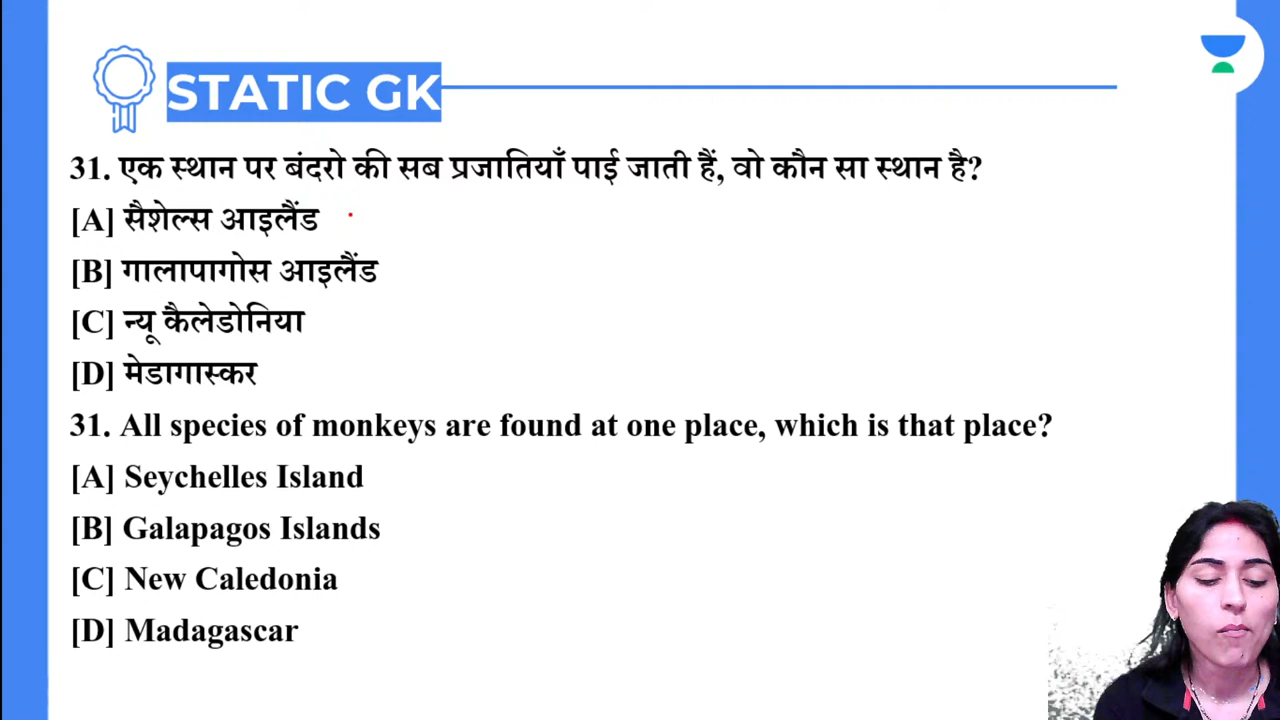 STATIC GK
31. एक स्थान पर बंदरो की सब प्रजातियाँ पाई जाती हैं, वो कौन सा स्थान है?
[A] सैशेल्स आइलैंड
[B] गालापागोस आइलैंड
[C] न्यू कैलेडोनिया
[D] मेडागास्कर
31. All species of monkeys are found at one place, which is that place?
[A] Seychelles Island
[B] Galapagos Islands
[C] New Caledonia
[D] Madagascar